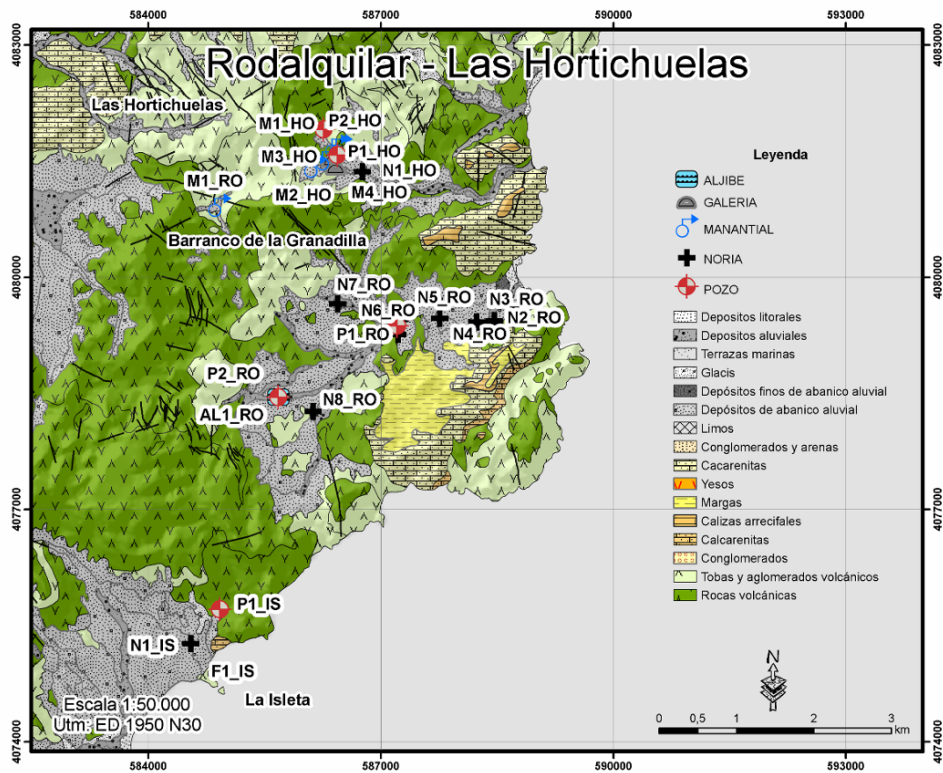 584000 587000 590000 593000
4083000 4083000
Rodalquilar - Las Hortichuelas
Las Hortichuelas
M1_HO P2_HO
M3_HO P1_HO
N1_HO
M1_RO
M2_HO M4_HO
Barranco de la Granadilla
4080000 4080000
N7_RO
N5_RO N3_RO
N6_RO N2_RO
P1_RO N4_RO
P2_RO
N8_RO
AL1_RO
4077000 4077000
P1_IS
N1_IS
F1_IS
La Isleta
Escala 1:50.000
Utm: ED 1950 N30
Leyenda
ALJIBE
GALERIA
MANANTIAL
NORIA
POZO
Depositos litorales
Depositos aluviales
Terrazas marinas
Glacis
Depósitos finos de abanico aluvial
Depósitos de abanico aluvial
Limos
Conglomerados y arenas
Cacarenitas
Yesos
Margas
Calizas arrecifales
Calcarenitas
Conglomerados
Tobas y aglomerados volcánicos
Rocas volcánicas
N
0 0,5 1 2 3
km
4074000 4074000
584000 587000 590000 593000